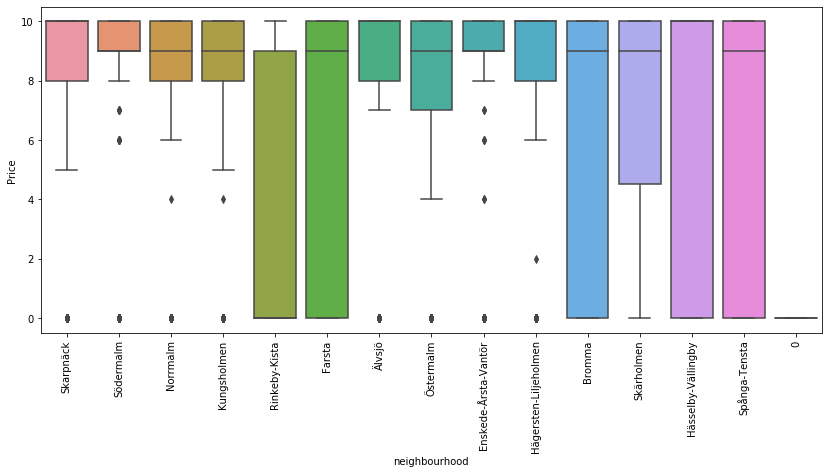 10
8
6
4
2
0
Price
Skarpnäck
Södermalm
Norrmalm
Kungsholmen
Rinkeby-Kista
Farsta
Älvsjö
Östermalm
Enskede-Årsta-Vantör
Hägersten-Liljeholmen
Bromma
Skärholmen
Hässelby-Vällingby
Spånga-Tensta
0
neighbourhood